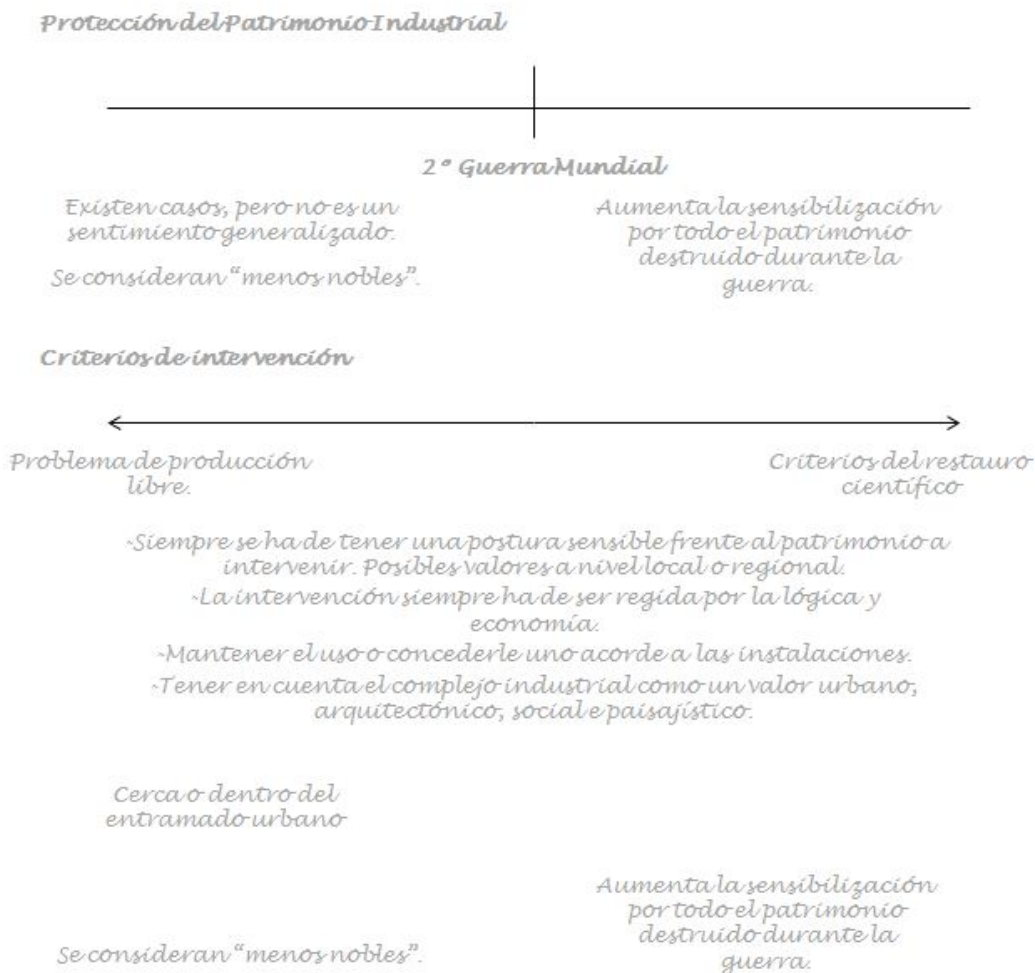 Protección del Patrimonio Industrial
2º Guerra Mundial
Existen casos, pero no es un
sentimiento generalizado.
Se consideran "menos nobles".
Aumenta la sensibilización
por todo el patrimonio
destruido durante la
guerra.
Criterios de intervención
Problema de producción
libre.
Criterios del restauro
científico
-Siempre se ha de tener una postura sensible frente al patrimonio a
intervenir. Posibles valores a nivel local o regional.
-La intervención siempre ha de ser regida por la lógica y
economía.
-Mantener el uso o concederle uno acorde a las instalaciones.
-Tener en cuenta el complejo industrial como un valor urbano,
arquitectónico, social e paisajístico.
Cerca o dentro del
entramado urbano
Se consideran "menos nobles".
Aumenta la sensibilización
por todo el patrimonio
destruido durante la
guerra.